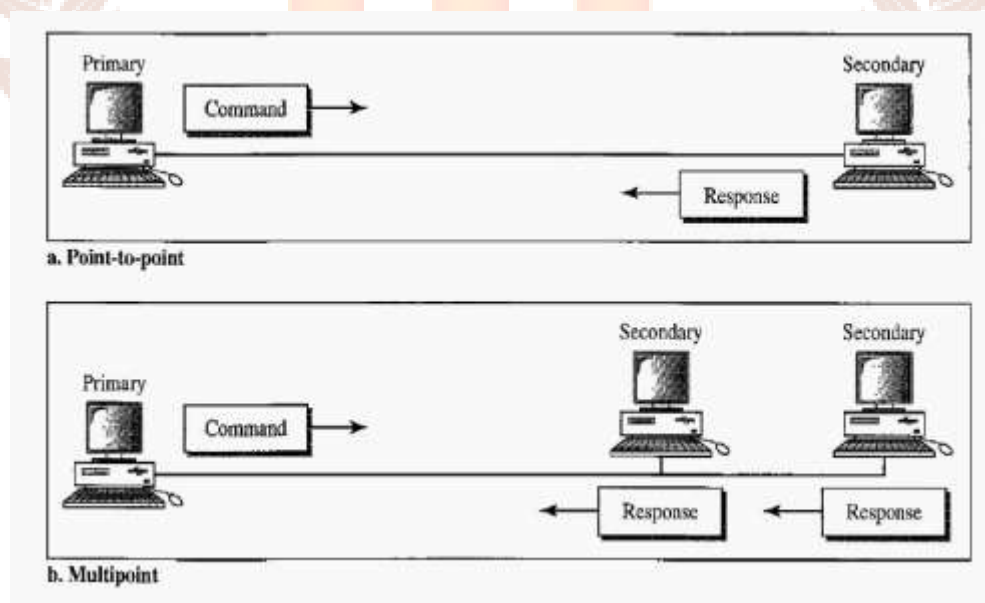 Primary
Secondary
Command
Response
a. Point-to-point
Secondary
Secondary
Primary
Command
Response
Response
b. Multipoint